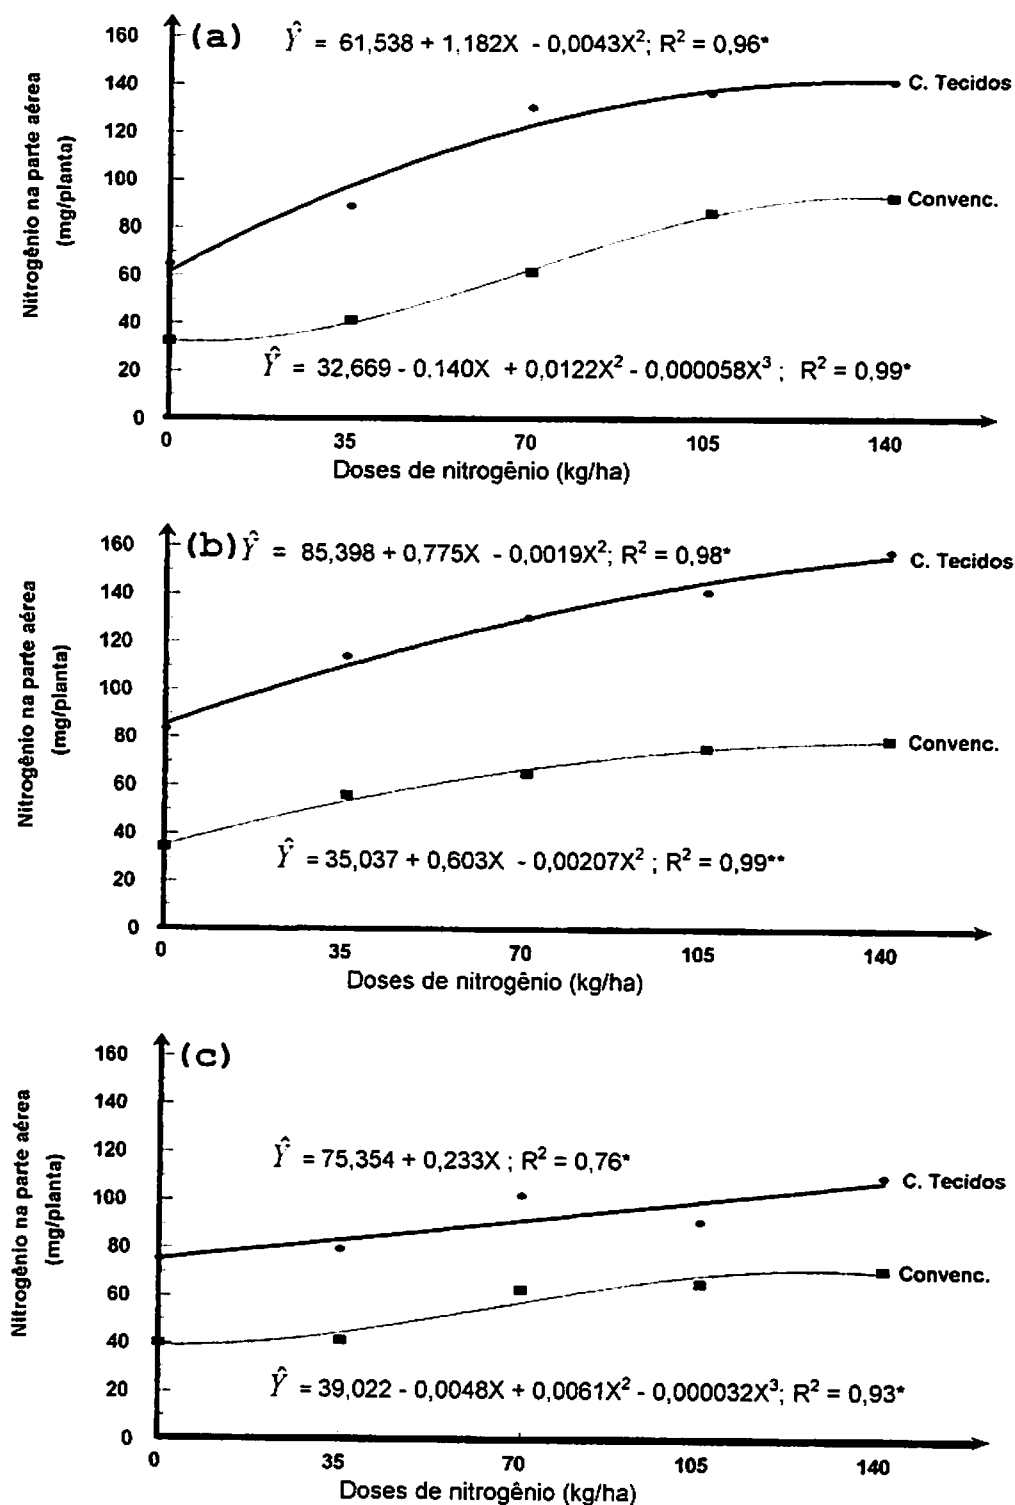 Nitrogênio na parte aérea
(mg/planta)
(a)
Ŷ = 61,538 + 1,182X - 0,0043X²; R² = 0,96*
160
140
120
100
80
60
40
20
0
C. Tecidos
Convenc.
Ŷ = 32,669 - 0,140X + 0,0122X² - 0,000058X³ ; R² = 0,99*
0 35 70 105 140
Doses de nitrogênio (kg/ha)
Nitrogênio na parte aérea
(mg/planta)
(b) Ŷ = 85,398 + 0,775X - 0,0019X²; R² = 0,98*
160
140
120
100
80
60
40
20
0
C. Tecidos
Convenc.
Ŷ = 35,037 + 0,603X - 0,00207X² ; R² = 0,99**
0 35 70 105 140
Doses de nitrogênio (kg/ha)
Nitrogênio na parte aérea
(mg/planta)
(c)
160
140
120
100
80
60
40
20
0
Ŷ = 75,354 + 0,233X ; R² = 0,76*
C. Tecidos
Convenc.
Ŷ = 39,022 - 0,0048X + 0,0061X² - 0,000032X³; R² = 0,93*
0 35 70 105 140
Doses de nitrogênio (kg/ha)